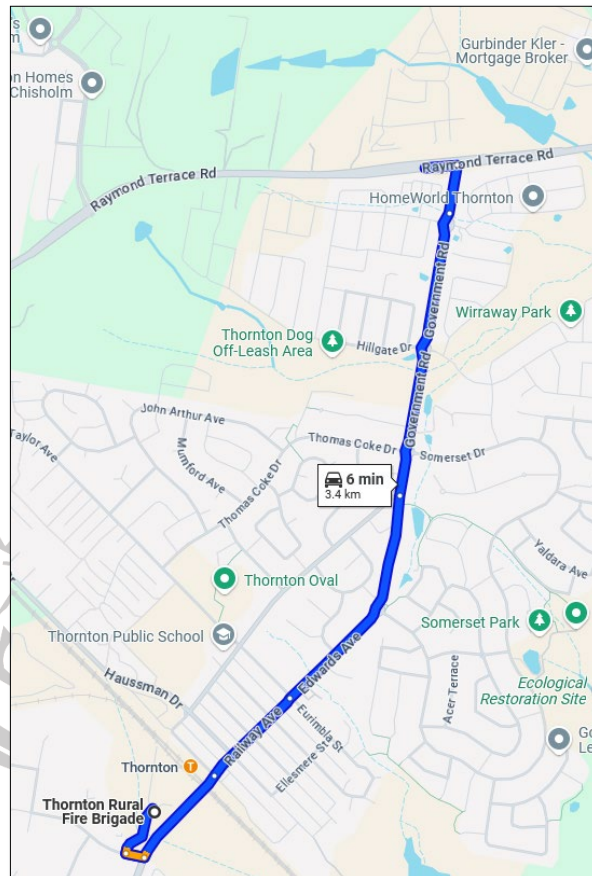 Gurbinder Kler -
Mortgage Broker
on Homes
Chisholm
Raymond Terrace Rd
Raymond Terrace Rd
HomeWorld Thornton
Government Rd
Wirraway Park
Thornton Dog
Off-Leash Area
Hillgate Dr
Government Rd
John Arthur Ave
Taylor Ave
Mumford Ave
Thomas Coke Dr
Thomas Coke Dr
Somerset Dr
6 min
3.4 km
Yaldara Ave
Thornton Oval
Somerset Park
Thornton Public School
Acer Terrace
Haussman Dr
Edwards Ave
Ecological
Restoration Site
Railway Ave
Eurimbla St
Ellesmere St
Go
Le
Thornton
T
Thornton Rural
Fire Brigade